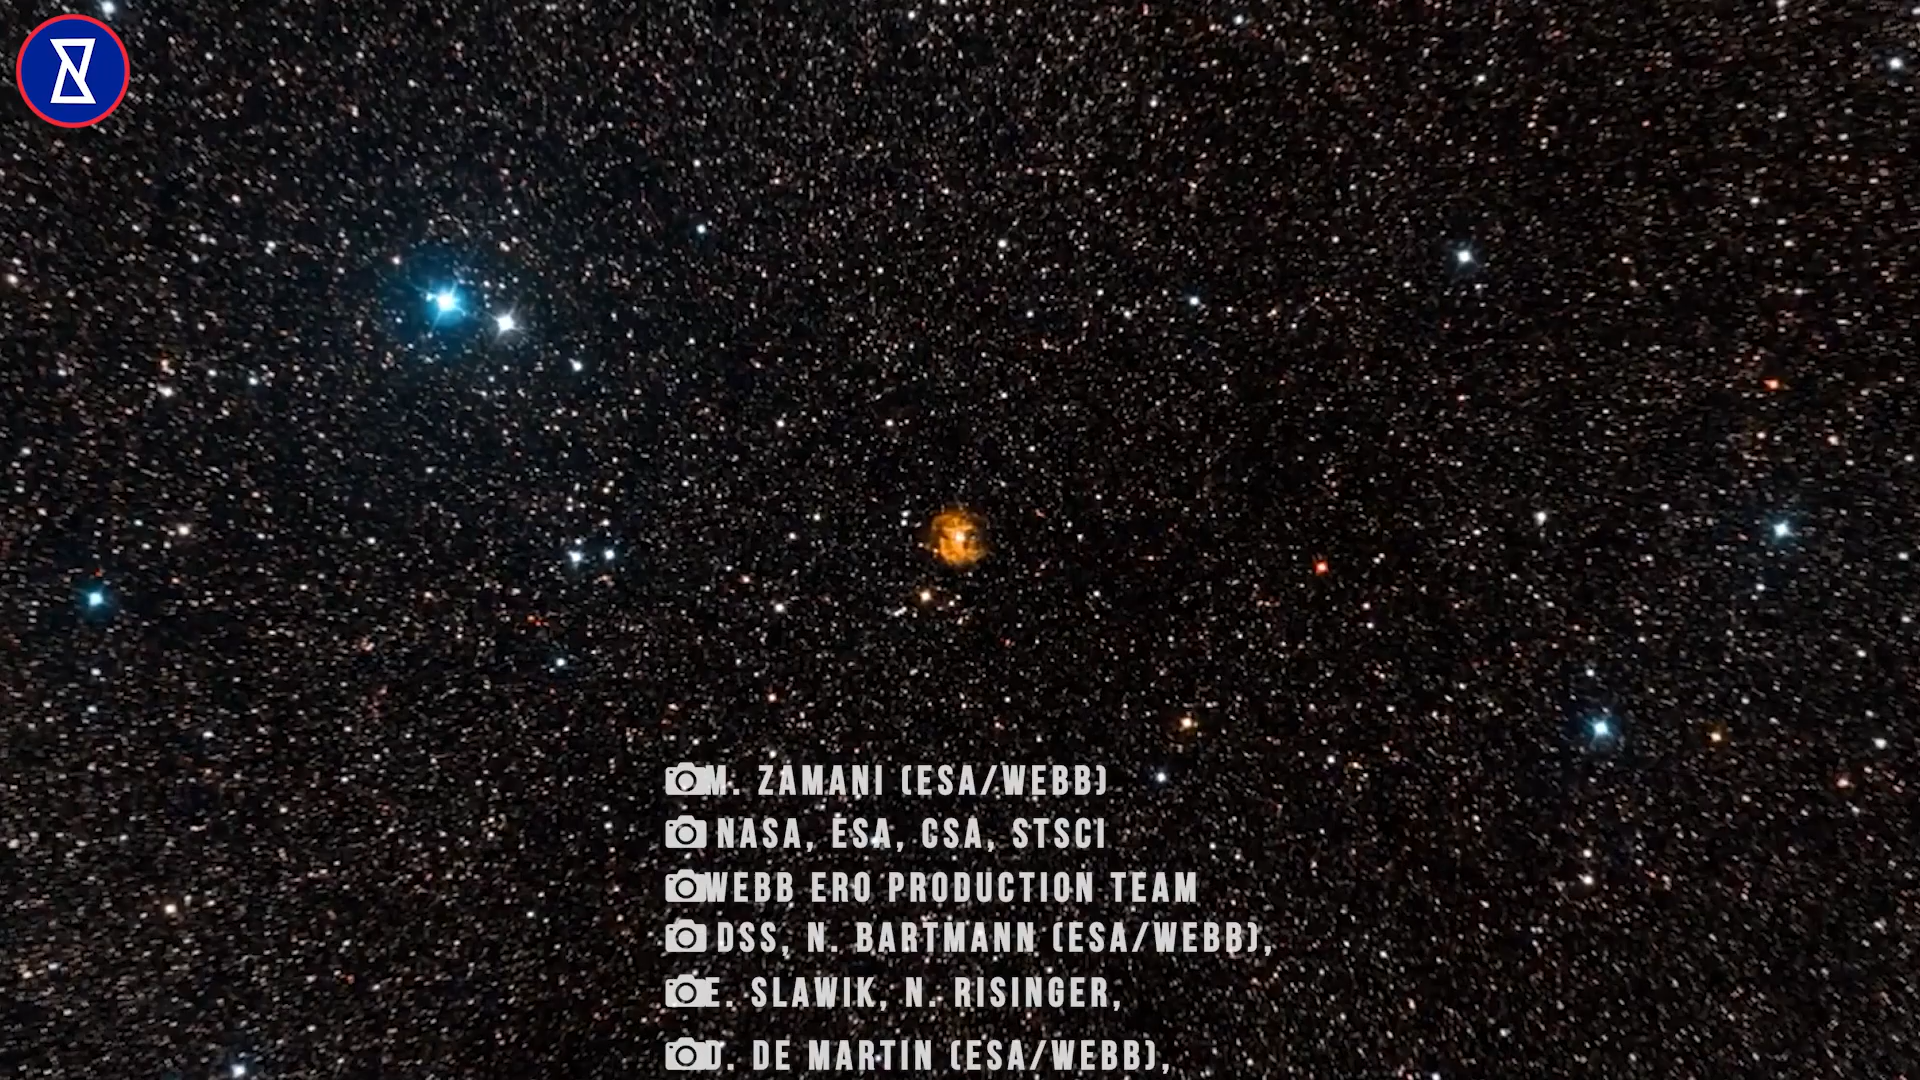 M. ZAMANI (ESA/WEBB)
NASA, ESA, CSA, STSCI
WEBB ERO PRODUCTION TEAM
DSS, N. BARTMANN (ESA/WEBB),
E. SLAWIK, N. RISINGER,
D. DE MARTIN (ESA/WEBB),